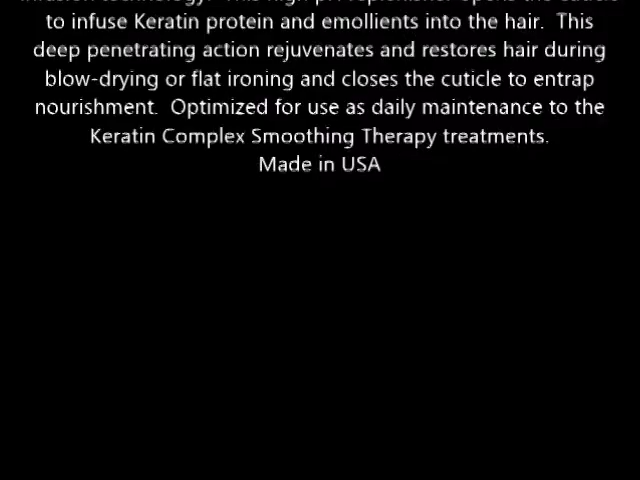 to infuse Keratin protein and emollients into the hair.  This
deep penetrating action rejuvenates and restores hair during
blow-drying or flat ironing and closes the cuticle to entrap
nourishment.  Optimized for use as daily maintenance to the
Keratin Complex Smoothing Therapy treatments.
Made in USA